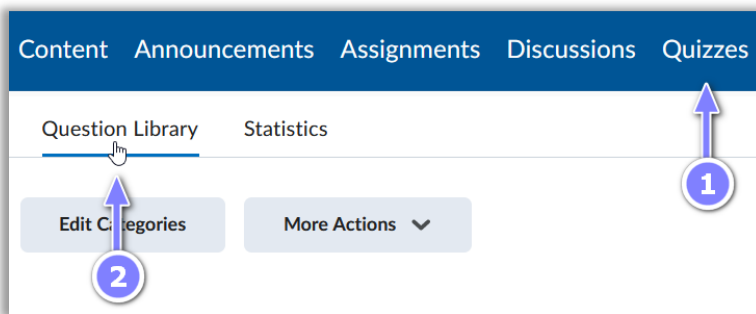 Content Announcements Assignments Discussions Quizzes
Question Library Statistics
1
Edit Categories More Actions
2